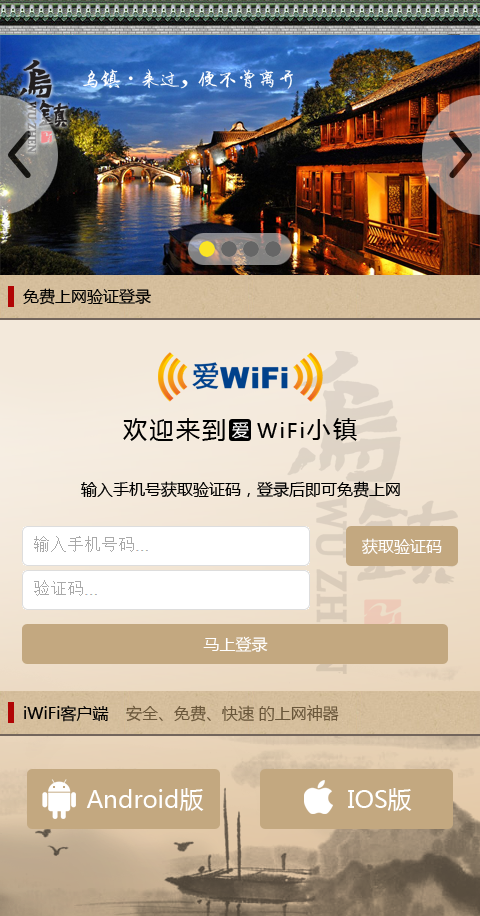 乌镇·来过，便不曾离开
乌镇
WUZHEN
免费上网验证登录
爱WiFi
欢迎来到爱WiFi小镇
输入手机号获取验证码，登录后即可免费上网
输入手机号码...
获取验证码
验证码...
马上登录
乌镇
WUZHEN
iWiFi客户端 安全、免费、快速 的上网神器
Android版
IOS版